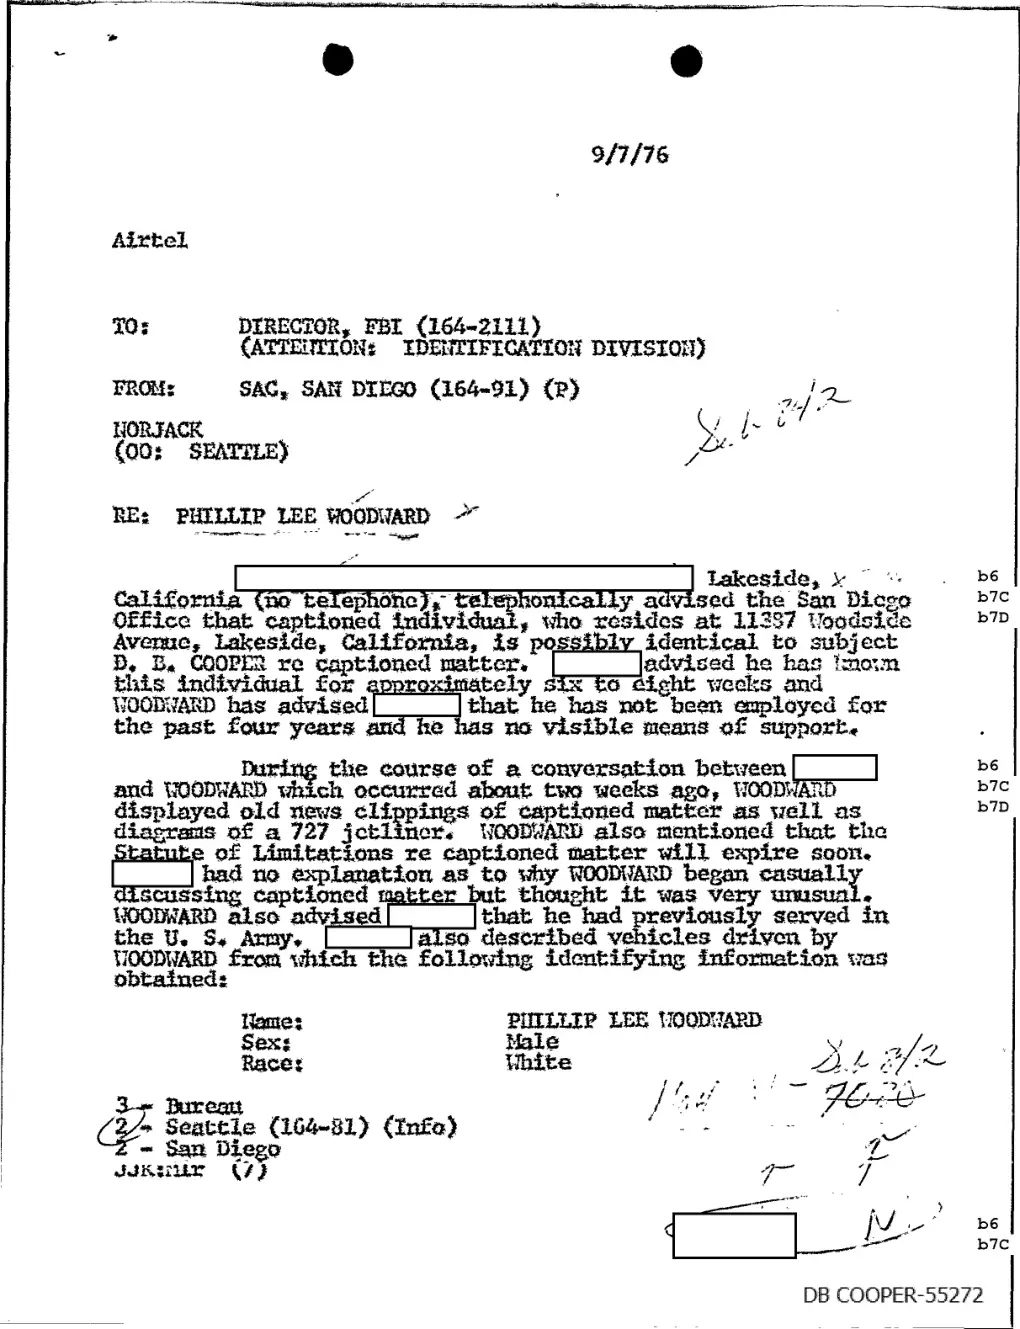 9/7/76
Airtel
TO: DIRECTOR, FBI (164-2111)
(ATTENTION: IDENTIFICATION DIVISION)
FROM: SAC, SAN DIEGO (164-91) (P)
NORJACK
(OO: SEATTLE)
RE: PHILLIP LEE WOODWARD
Lakeside, b6
California (no telephone), telephonically advised the San Diego b7C
Office that captioned individual, who resides at 11387 Woodside b7D
Avenue, Lakeside, California, is possibly identical to subject
D. B. COOPER re captioned matter. advised he has known
this individual for approximately six to eight weeks and
WOODWARD has advised that he has not been employed for
the past four years and he has no visible means of support.
During the course of a conversation between b6
and WOODWARD which occurred about two weeks ago, WOODWARD b7C
displayed old news clippings of captioned matter as well as b7D
diagrams of a 727 jetliner. WOODWARD also mentioned that the
Statute of Limitations re captioned matter will expire soon.
had no explanation as to why WOODWARD began casually
discussing captioned matter but thought it was very unusual.
WOODWARD also advised that he had previously served in
the U. S. Army. also described vehicles driven by
WOODWARD from which the following identifying information was
obtained:
Name: PHILLIP LEE WOODWARD
Sex: Male
Race: White
3 - Bureau
2 - Seattle (164-81) (Info)
2 - San Diego
(7)
b6
b7C
DB COOPER-55272